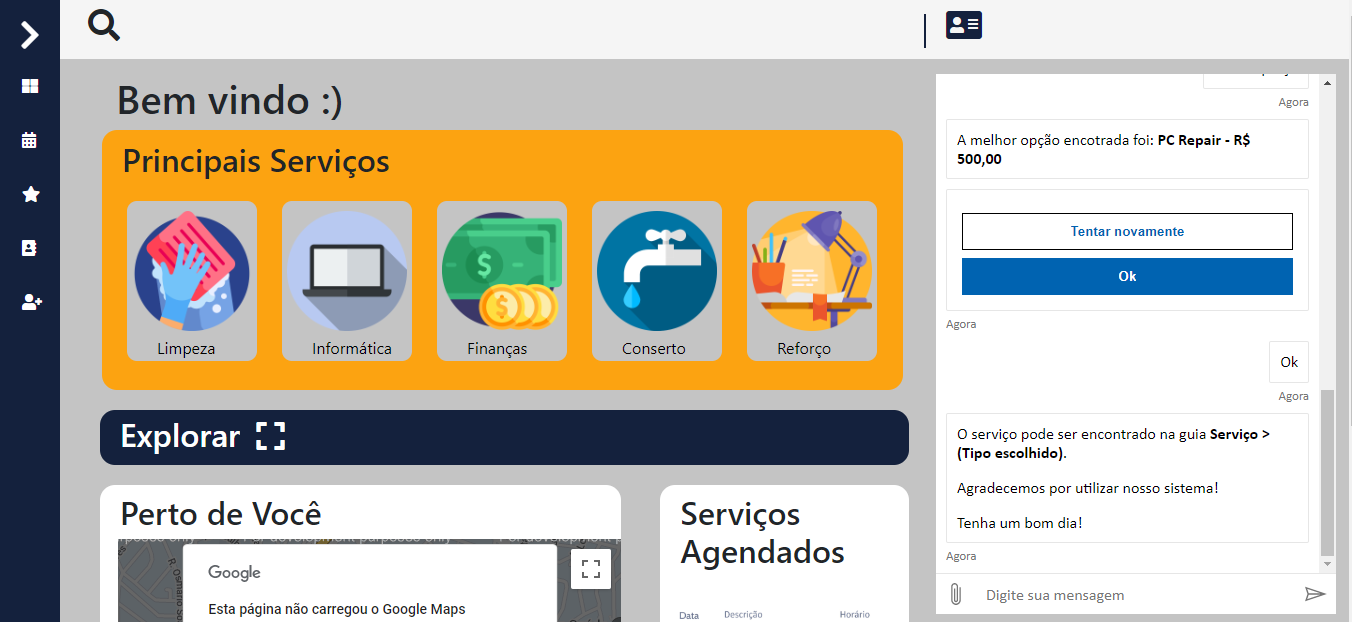 Bem vindo :)
Principais Serviços
Limpeza
Informática
Finanças
Conserto
Reforço
Explorar
Perto de Você
Google
Esta página não carregou o Google Maps
Serviços
Agendados
Data
Descrição
Horário
Agora
A melhor opção encotrada foi: PC Repair - R$
500,00
Tentar novamente
Ok
Agora
Ok
Agora
O serviço pode ser encontrado na guia Serviço >
(Tipo escolhido).
Agradecemos por utilizar nosso sistema!
Tenha um bom dia!
Agora
Digite sua mensagem